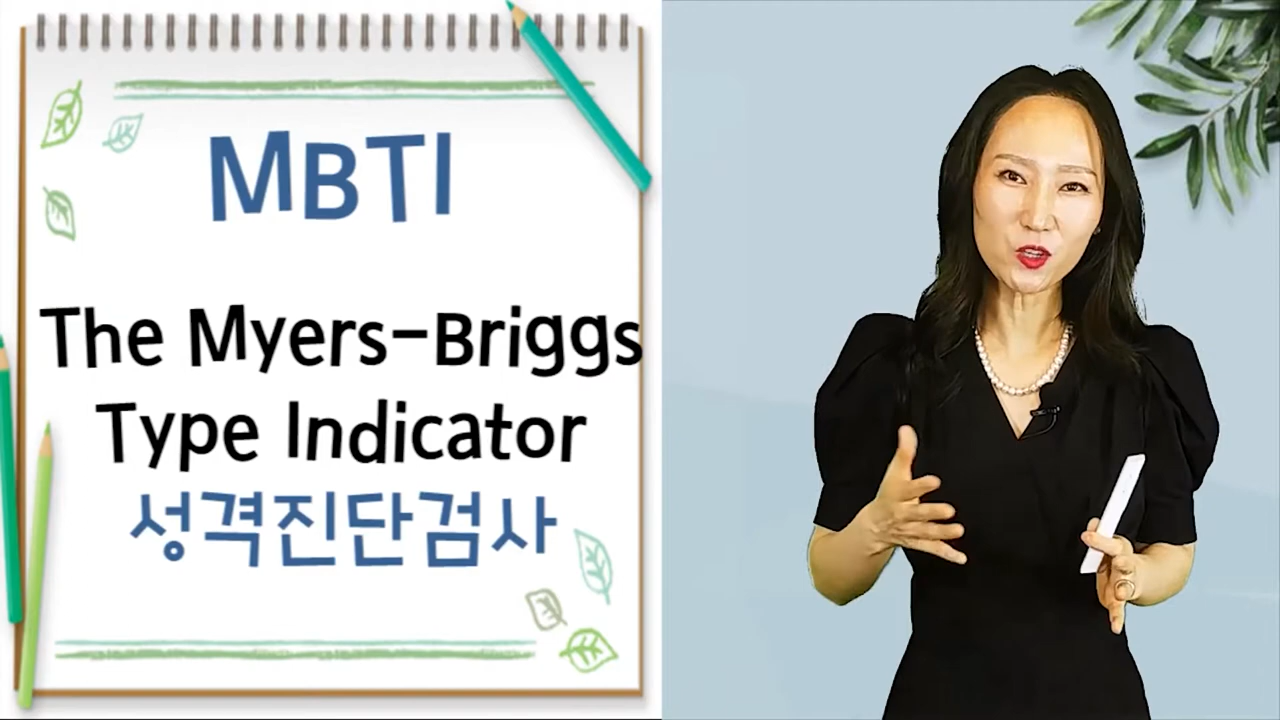 MBTI
The Myers-Briggs
Type Indicator
성격진단검사